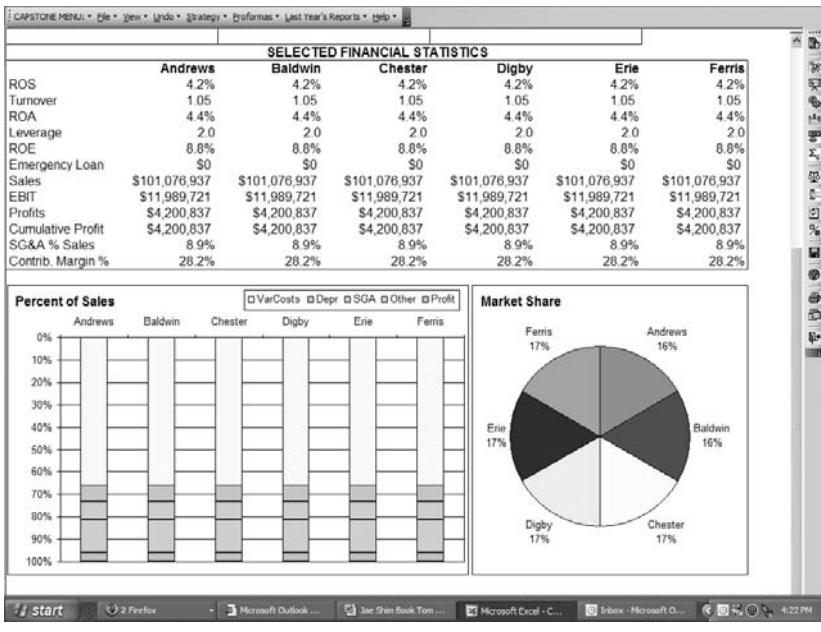 CAPSTONE MENU: File View Undo Strategy Proformas Last Year's Reports Help
SELECTED FINANCIAL STATISTICS
Andrews Baldwin Chester Digby Erie Ferris
ROS 4.2% 4.2% 4.2% 4.2% 4.2% 4.2%
Turnover 1.05 1.05 1.05 1.05 1.05 1.05
ROA 4.4% 4.4% 4.4% 4.4% 4.4% 4.4%
Leverage 2.0 2.0 2.0 2.0 2.0 2.0
ROE 8.8% 8.8% 8.8% 8.8% 8.8% 8.8%
Emergency Loan $0 $0 $0 $0 $0 $0
Sales $101,076,937 $101,076,937 $101,076,937 $101,076,937 $101,076,937 $101,076,937
EBIT $11,989,721 $11,989,721 $11,989,721 $11,989,721 $11,989,721 $11,989,721
Profits $4,200,837 $4,200,837 $4,200,837 $4,200,837 $4,200,837 $4,200,837
Cumulative Profit $4,200,837 $4,200,837 $4,200,837 $4,200,837 $4,200,837 $4,200,837
SG&A % Sales 8.9% 8.9% 8.9% 8.9% 8.9% 8.9%
Contrib. Margin % 28.2% 28.2% 28.2% 28.2% 28.2% 28.2%
Percent of Sales
VarCosts Depr SGA Other Profit
Andrews Baldwin Chester Digby Erie Ferris
0%
10%
20%
30%
40%
50%
60%
70%
80%
90%
100%
Market Share
Ferris
17%
Andrews
16%
Erie
17%
Baldwin
16%
Digby
17%
Chester
17%
start 2 Firefox Microsoft Outlook ... Jae Shim Book Tom ... Microsoft Excel - C... Inbox - Microsoft O... 4:22 PM